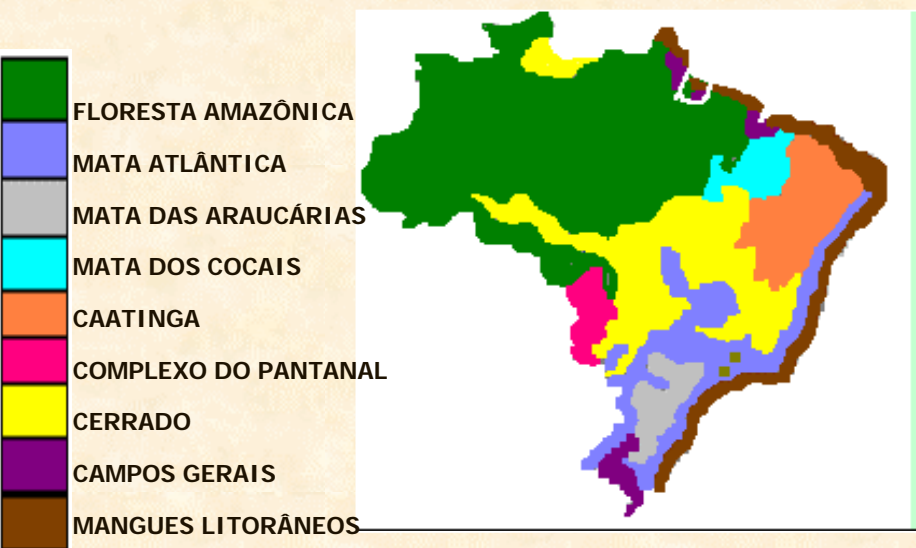 FLORESTA AMAZÔNICA
MATA ATLÂNTICA
MATA DAS ARAUCÁRIAS
MATA DOS COCAIS
CAATINGA
COMPLEXO DO PANTANAL
CERRADO
CAMPOS GERAIS
MANGUES LITORÂNEOS